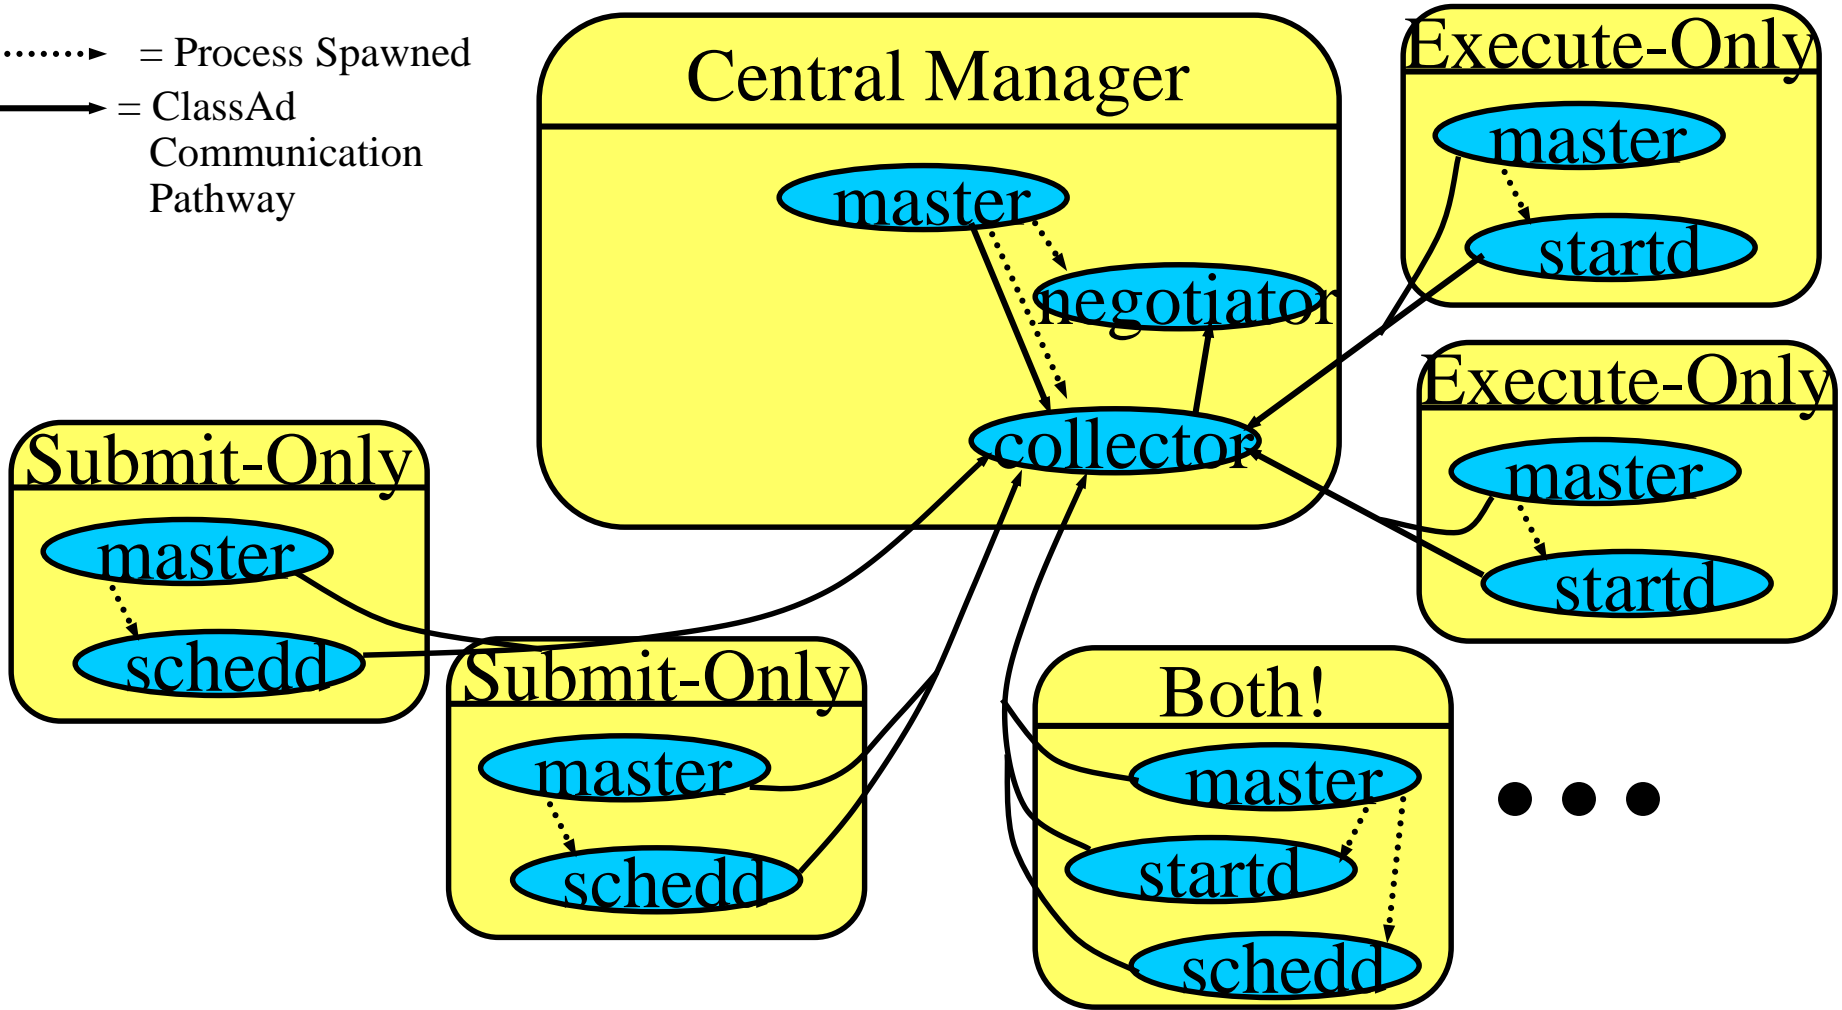 = Process Spawned
= ClassAd
Communication
Pathway
Central Manager
master
negotiator
collector
Execute-Only
master
startd
Execute-Only
master
startd
Submit-Only
master
schedd
Submit-Only
master
schedd
Both!
master
startd
schedd